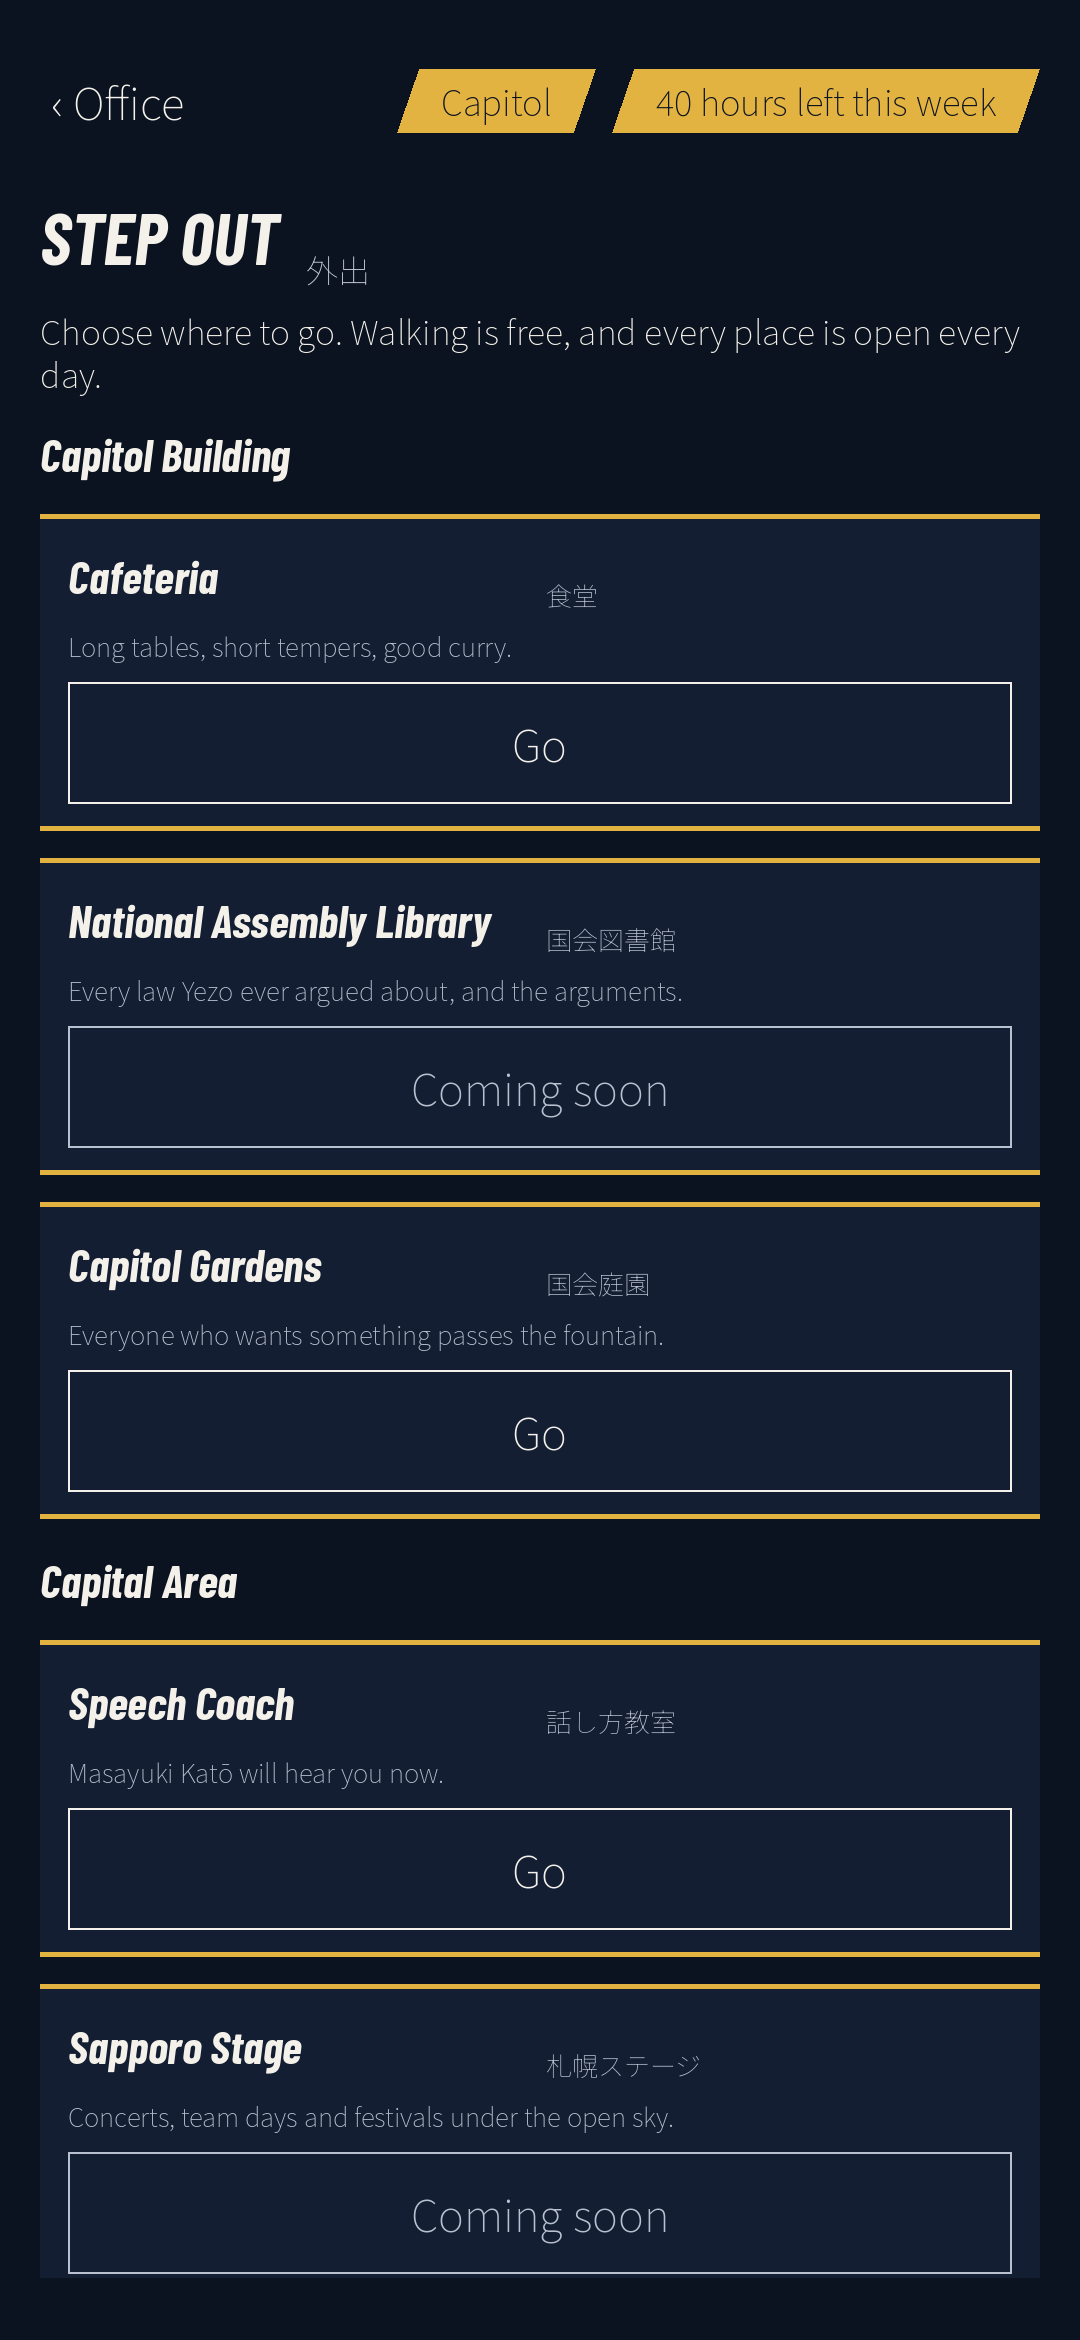 ‹ Office
Capitol
40 hours left this week
STEP OUT 外出
Choose where to go. Walking is free, and every place is open every
day.
Capitol Building
Cafeteria 食堂
Long tables, short tempers, good curry.
Go
National Assembly Library 国会図書館
Every law Yezo ever argued about, and the arguments.
Coming soon
Capitol Gardens 国会庭園
Everyone who wants something passes the fountain.
Go
Capital Area
Speech Coach 話し方教室
Masayuki Katō will hear you now.
Go
Sapporo Stage 札幌ステージ
Concerts, team days and festivals under the open sky.
Coming soon